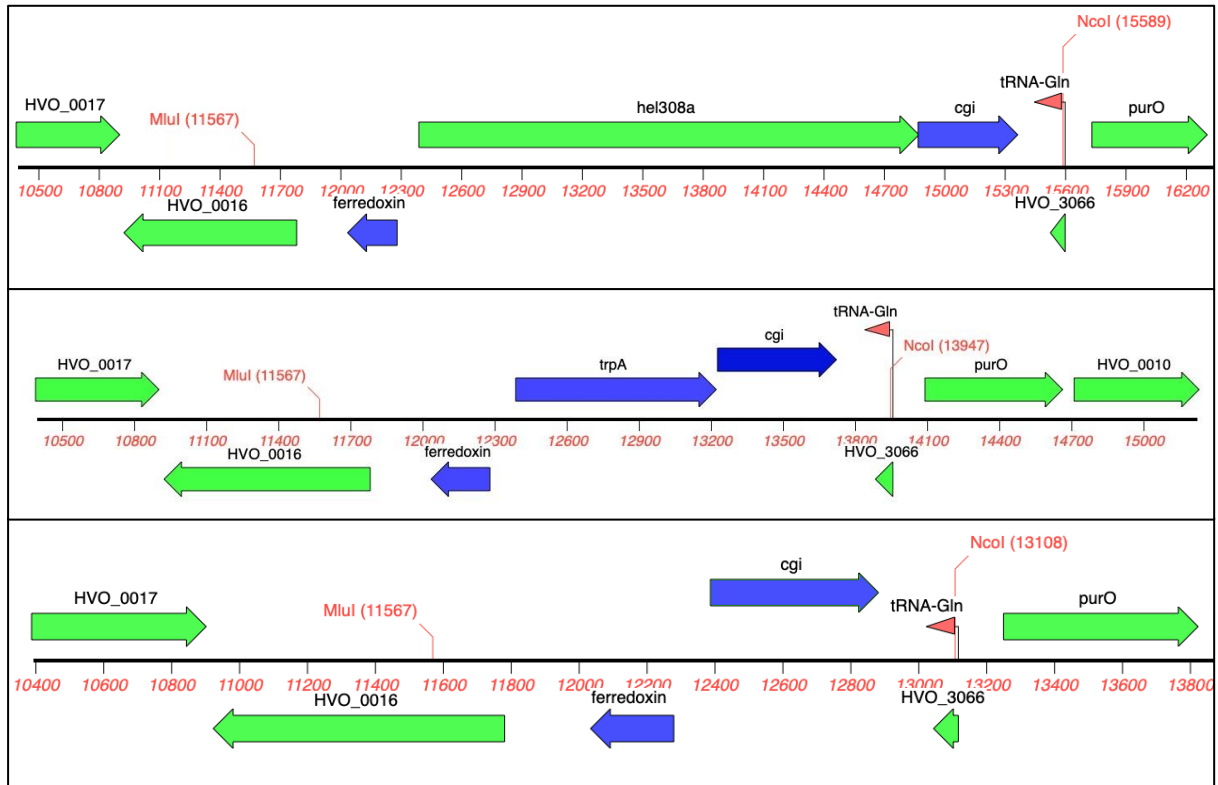 NcoI (15589)
tRNA-Gln
HVO_0017 MluI (11567) hel308a cgi purO
10500 10800 11100 11400 11700 12000 12300 12600 12900 13200 13500 13800 14100 14400 14700 15000 15300 15600 15900 16200
HVO_0016 ferredoxin HVO_3066
tRNA-Gln
cgi
NcoI (13947)
HVO_0017 MluI (11567) trpA purO HVO_0010
10500 10800 11100 11400 11700 12000 12300 12600 12900 13200 13500 13800 14100 14400 14700 15000
HVO_0016 ferredoxin HVO_3066
NcoI (13108)
cgi
HVO_0017 MluI (11567) tRNA-Gln purO
10400 10600 10800 11000 11200 11400 11600 11800 12000 12200 12400 12600 12800 13000 13200 13400 13600 13800
HVO_0016 ferredoxin HVO_3066